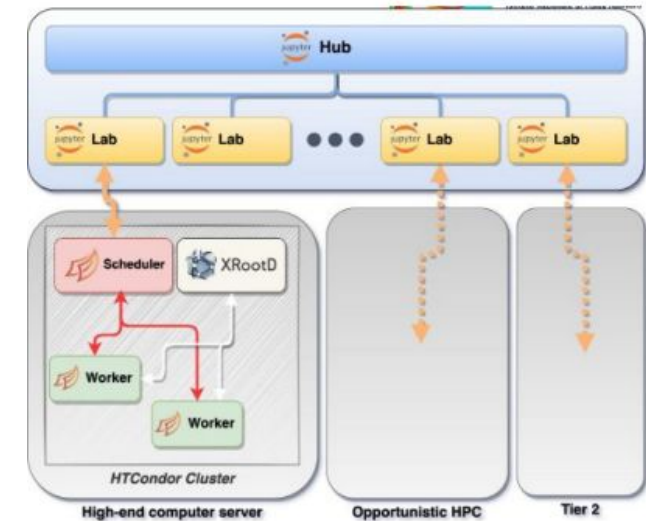 jupyter Hub
jupyter Lab
jupyter Lab
jupyter Lab
jupyter Lab
Scheduler
XRootD
Worker
Worker
HTCondor Cluster
High-end computer server
Opportunistic HPC
Tier 2